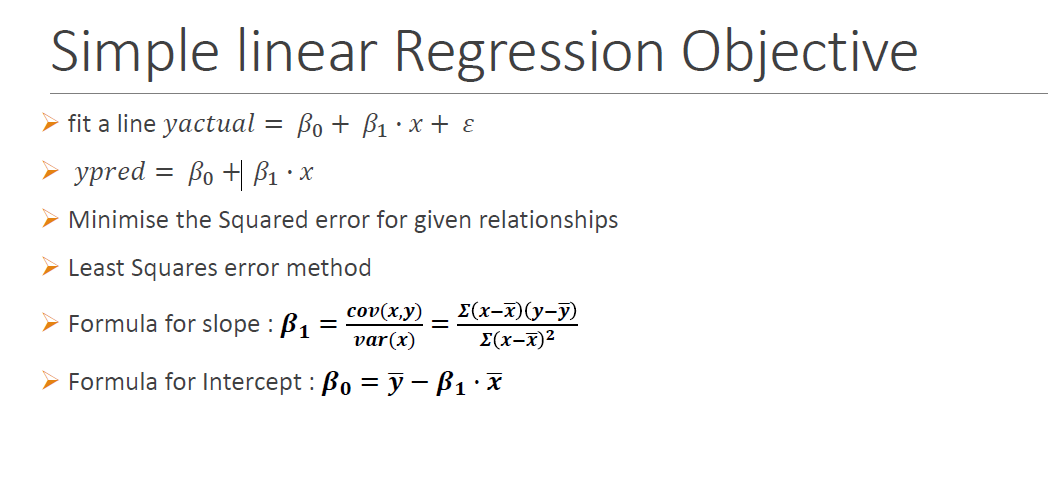 Simple linear Regression Objective
➢ fit a line yactual = β₀ + β₁ · x + ε
➢ ypred = β₀ + β₁ · x
➢ Minimise the Squared error for given relationships
➢ Least Squares error method
➢ Formula for slope : β₁ = cov(x,y)/var(x) = Σ(x−x̅)(y−y̅)/Σ(x−x̅)²
➢ Formula for Intercept : β₀ = y̅ − β₁ · x̅